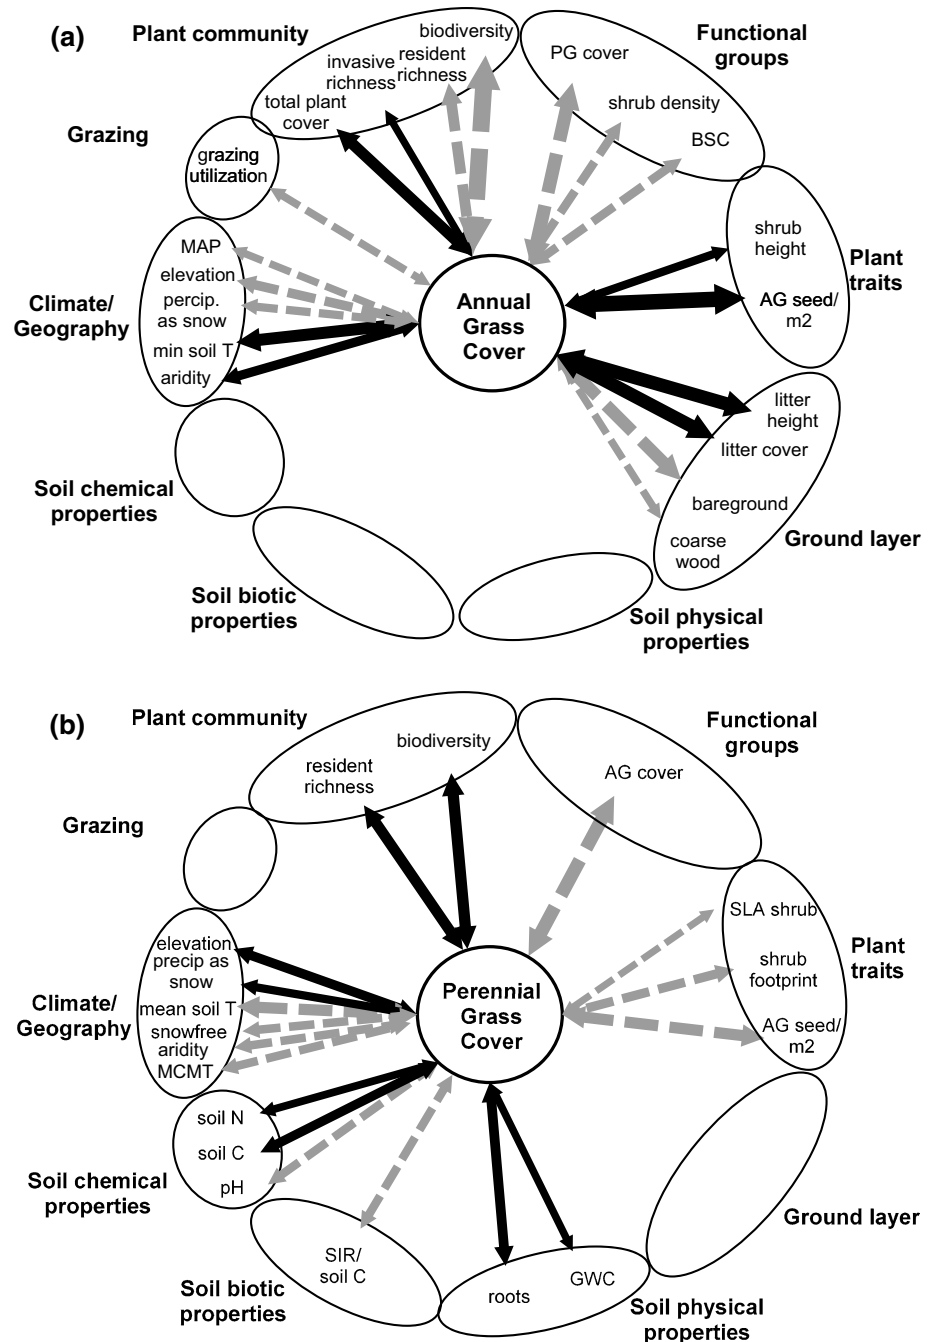 (a)
Plant community
biodiversity
invasive resident
richness richness
total plant
cover
Functional
groups
PG cover
shrub density
BSC
Grazing
grazing
utilization
Plant
traits
shrub
height
AG seed/
m2
Climate/
Geography
MAP
elevation
percip.
as snow
min soil T
aridity
Annual
Grass
Cover
litter
height
litter cover
bareground
coarse
wood
Ground layer
Soil chemical
properties
Soil biotic
properties
Soil physical
properties
(b)
Plant community
biodiversity
resident
richness
Functional
groups
AG cover
Grazing
Plant
traits
SLA shrub
shrub
footprint
AG seed/
m2
Climate/
Geography
elevation
precip as
snow
mean soil T
snowfree
aridity
MCMT
Perennial
Grass
Cover
soil N
soil C
pH
Soil chemical
properties
Ground layer
SIR/
soil C
Soil biotic
properties
roots
GWC
Soil physical
properties